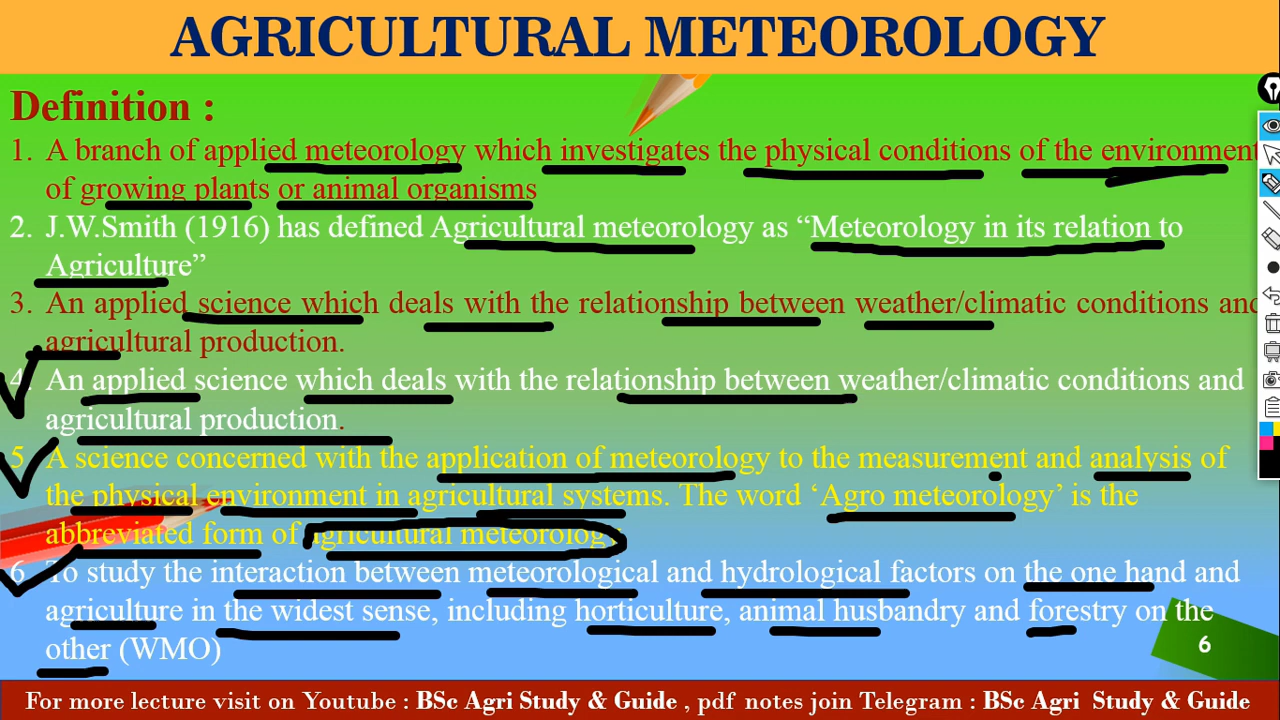 AGRICULTURAL METEOROLOGY
Definition :
1. A branch of applied meteorology which investigates the physical conditions of the environment
of growing plants or animal organisms
2. J.W.Smith (1916) has defined Agricultural meteorology as “Meteorology in its relation to
Agriculture”
3. An applied science which deals with the relationship between weather/climatic conditions and
agricultural production.
4. An applied science which deals with the relationship between weather/climatic conditions and
agricultural production.
5. A science concerned with the application of meteorology to the measurement and analysis of
the physical environment in agricultural systems. The word ‘Agro meteorology’ is the
abbreviated form of agricultural meteorology.
6. To study the interaction between meteorological and hydrological factors on the one hand and
agriculture in the widest sense, including horticulture, animal husbandry and forestry on the
other (WMO)
6
For more lecture visit on Youtube : BSc Agri Study & Guide , pdf notes join Telegram : BSc Agri Study & Guide